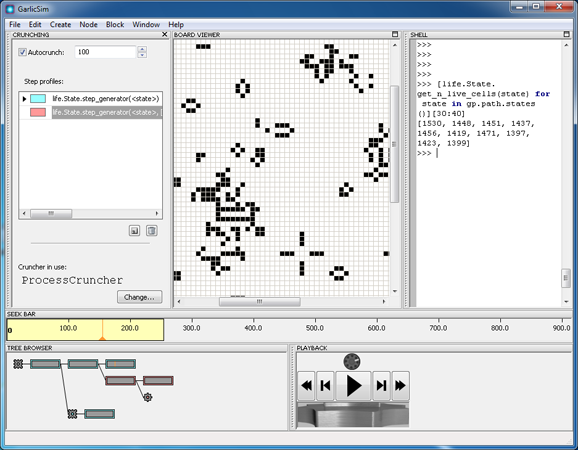 GarlicSim
File Edit Create Node Block Window Help
CRUNCHING
Autocrunch: 100
Step profiles:
life.State.step_generator(<state>)
life.State.step_generator(<state>,
Cruncher in use:
ProcessCruncher
Change...
BOARD VIEWER
SHELL
>>>
>>>
>>>
>>>
>>> [life.State.
get_n_live_cells(state) for
state in gp.path.states
()][30:40]
[1530, 1448, 1451, 1437,
1456, 1419, 1471, 1397,
1423, 1399]
>>>
SEEK BAR
0 100.0 200.0 300.0 400.0 500.0 600.0 700.0 800.0 900.0
TREE BROWSER
PLAYBACK